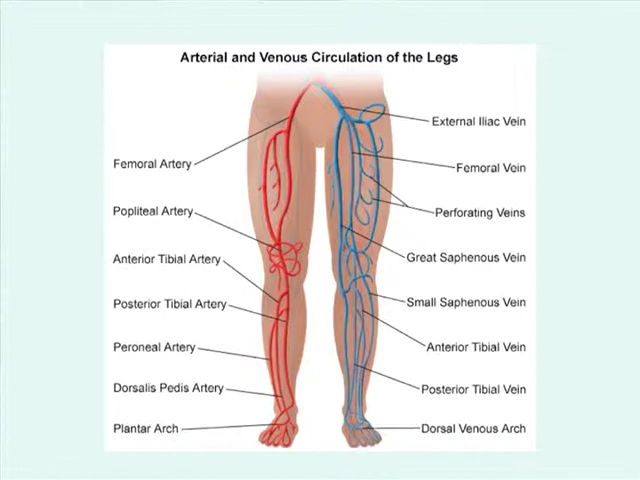 Arterial and Venous Circulation of the Legs
External Iliac Vein
Femoral Artery
Femoral Vein
Popliteal Artery
Perforating Veins
Anterior Tibial Artery
Great Saphenous Vein
Posterior Tibial Artery
Small Saphenous Vein
Peroneal Artery
Anterior Tibial Vein
Dorsalis Pedis Artery
Posterior Tibial Vein
Plantar Arch
Dorsal Venous Arch